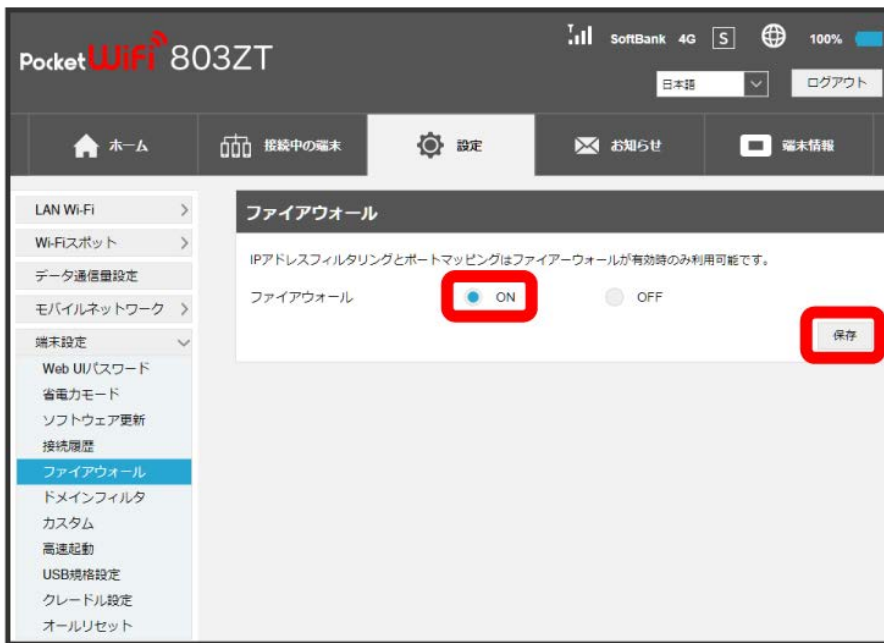 SoftBank 4G S 100%
Pocket WiFi 803ZT
日本語 ログアウト
ホーム 接続中の端末 設定 お知らせ 端末情報
LAN Wi-Fi
Wi-Fiスポット
データ通信量設定
モバイルネットワーク
端末設定
Web UIパスワード
省電力モード
ソフトウェア更新
接続履歴
ファイアウォール
ドメインフィルタ
カスタム
高速起動
USB規格設定
クレードル設定
オールリセット
ファイアウォール
IPアドレスフィルタリングとポートマッピングはファイアーウォールが有効時のみ利用可能です。
ファイアウォール ON OFF
保存